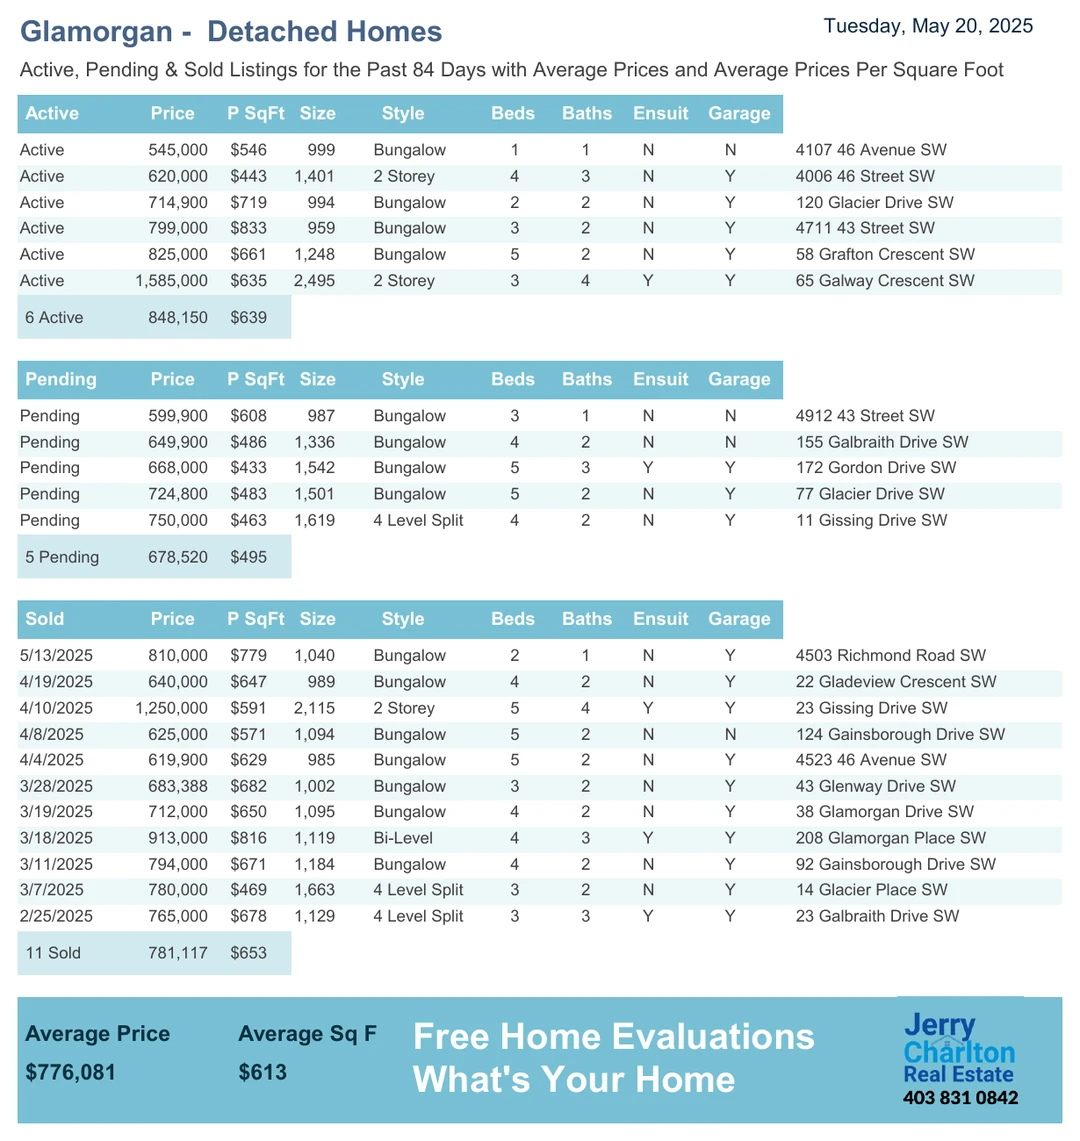 Glamorgan - Detached Homes
Tuesday, May 20, 2025
Active, Pending & Sold Listings for the Past 84 Days with Average Prices and Average Prices Per Square Foot
Active Price P SqFt Size Style Beds Baths Ensuit Garage
Active 545,000 $546 999 Bungalow 1 1 N N 4107 46 Avenue SW
Active 620,000 $443 1,401 2 Storey 4 3 N Y 4006 46 Street SW
Active 714,900 $719 994 Bungalow 2 2 N Y 120 Glacier Drive SW
Active 799,000 $833 959 Bungalow 3 2 N Y 4711 43 Street SW
Active 825,000 $661 1,248 Bungalow 5 2 N Y 58 Grafton Crescent SW
Active 1,585,000 $635 2,495 2 Storey 3 4 Y Y 65 Galway Crescent SW
6 Active 848,150 $639
Pending Price P SqFt Size Style Beds Baths Ensuit Garage
Pending 599,900 $608 987 Bungalow 3 1 N N 4912 43 Street SW
Pending 649,900 $486 1,336 Bungalow 4 2 N N 155 Galbraith Drive SW
Pending 668,000 $433 1,542 Bungalow 5 3 Y Y 172 Gordon Drive SW
Pending 724,800 $483 1,501 Bungalow 5 2 N Y 77 Glacier Drive SW
Pending 750,000 $463 1,619 4 Level Split 4 2 N Y 11 Gissing Drive SW
5 Pending 678,520 $495
Sold Price P SqFt Size Style Beds Baths Ensuit Garage
5/13/2025 810,000 $779 1,040 Bungalow 2 1 N Y 4503 Richmond Road SW
4/19/2025 640,000 $647 989 Bungalow 4 2 N Y 22 Gladeview Crescent SW
4/10/2025 1,250,000 $591 2,115 2 Storey 5 4 Y Y 23 Gissing Drive SW
4/8/2025 625,000 $571 1,094 Bungalow 5 2 N N 124 Gainsborough Drive SW
4/4/2025 619,900 $629 985 Bungalow 5 2 N Y 4523 46 Avenue SW
3/28/2025 683,388 $682 1,002 Bungalow 3 2 N Y 43 Glenway Drive SW
3/19/2025 712,000 $650 1,095 Bungalow 4 2 N Y 38 Glamorgan Drive SW
3/18/2025 913,000 $816 1,119 Bi-Level 4 3 Y Y 208 Glamorgan Place SW
3/11/2025 794,000 $671 1,184 Bungalow 4 2 N Y 92 Gainsborough Drive SW
3/7/2025 780,000 $469 1,663 4 Level Split 3 2 N Y 14 Glacier Place SW
2/25/2025 765,000 $678 1,129 4 Level Split 3 3 Y Y 23 Galbraith Drive SW
11 Sold 781,117 $653
Average Price Average Sq F
$776,081 $613
Free Home Evaluations
What's Your Home
Jerry
Charlton
Real Estate
403 831 0842